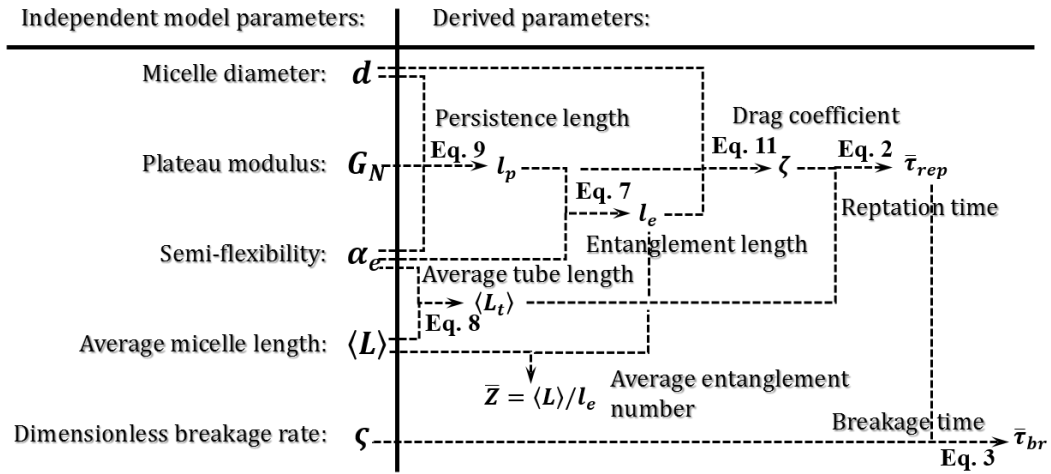 Independent model parameters: Derived parameters:
Micelle diameter: d
Persistence length
Drag coefficient
Plateau modulus: G_N Eq. 9 l_p Eq. 11 ζ Eq. 2 τ̅_rep
Eq. 7
l_e
Reptation time
Semi-flexibility: α_e Entanglement length
Average tube length
⟨L_t⟩
Eq. 8
Average micelle length: ⟨L⟩
Z̅ = ⟨L⟩/l_e Average entanglement
number
Breakage time
Dimensionless breakage rate: ς τ̅_br
Eq. 3